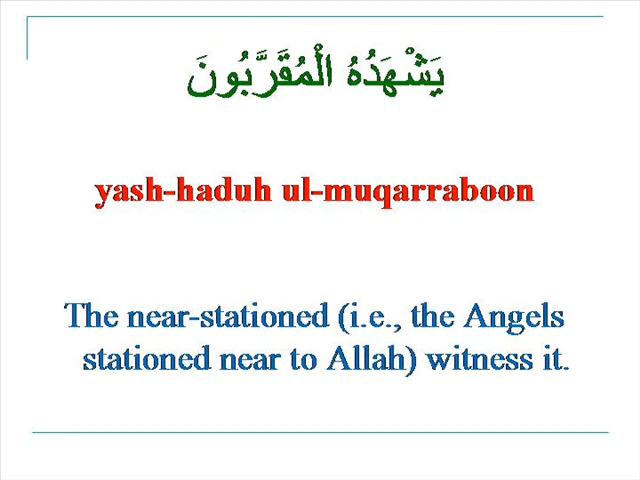 يَشْهَدُهُ الْمُقَرَّبُونَ
yash-haduh ul-muqarraboon
The near-stationed (i.e., the Angels
stationed near to Allah) witness it.